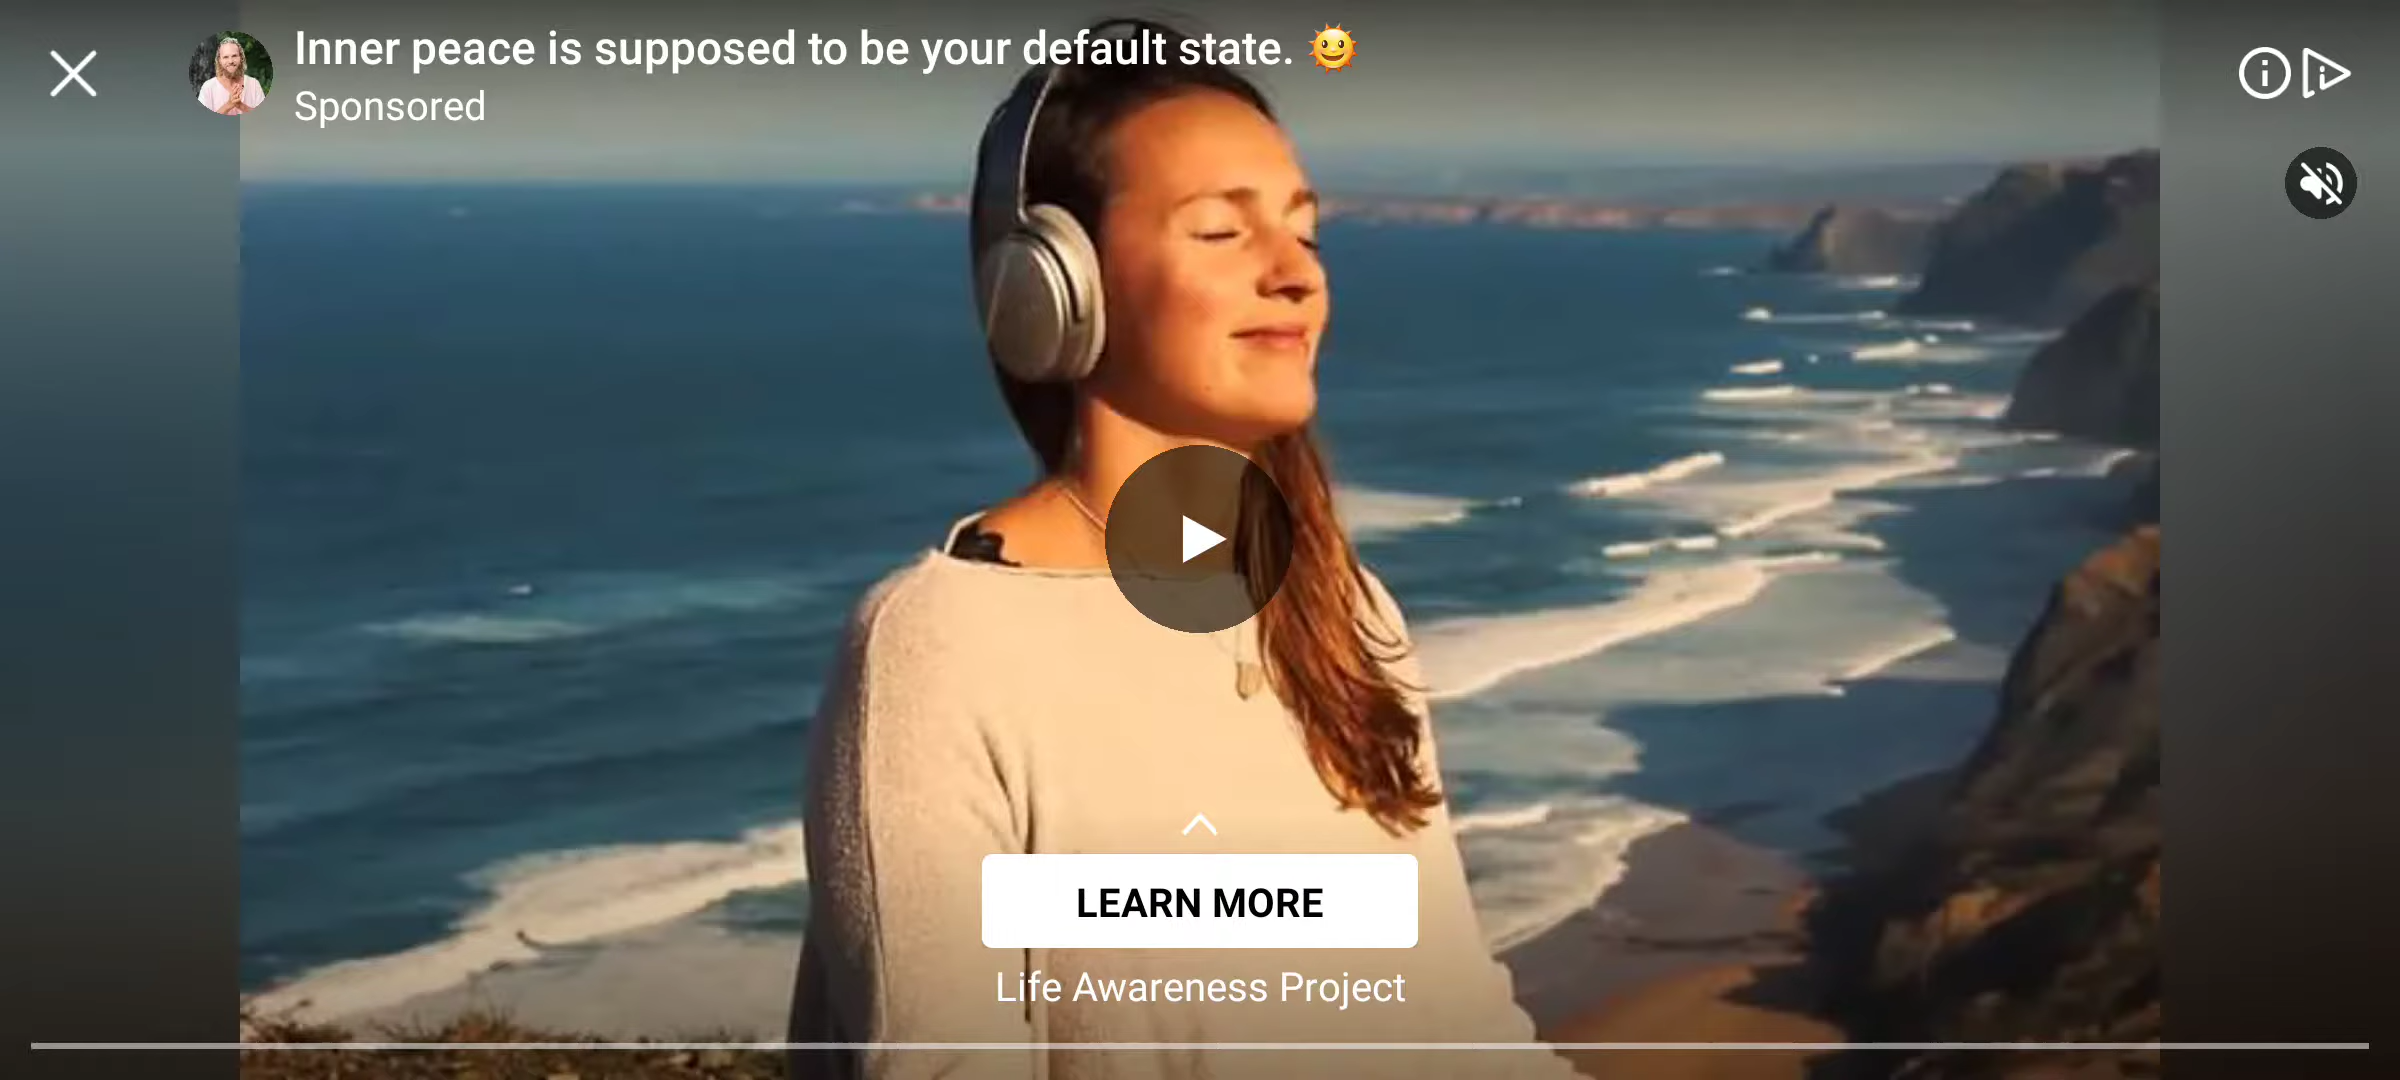 Inner peace is supposed to be your default state. 🌞
Sponsored
LEARN MORE
Life Awareness Project